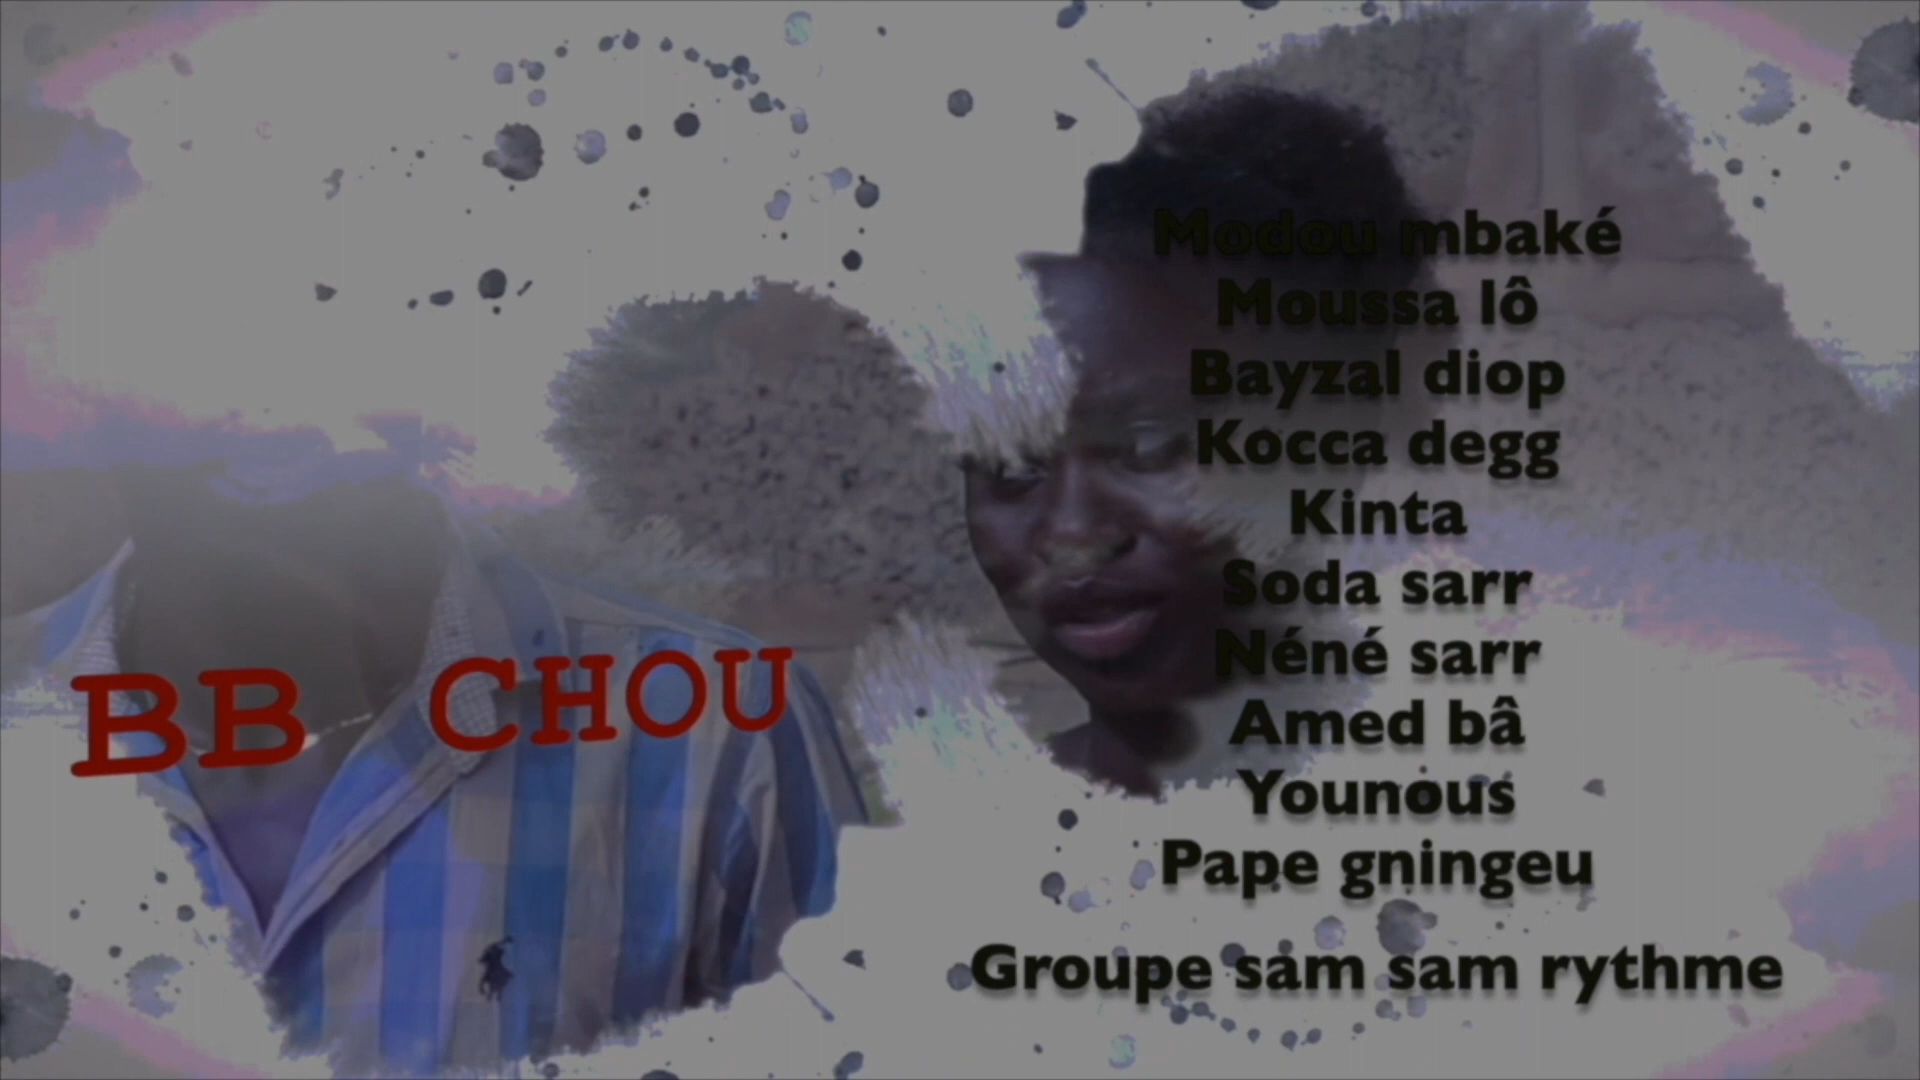 BB CHOU
Modou mbaké
Moussa lô
Bayzal diop
Kocca degg
Kinta
Soda sarr
Néné sarr
Amed bâ
Younous
Pape gningeu
Groupe sam sam rythme